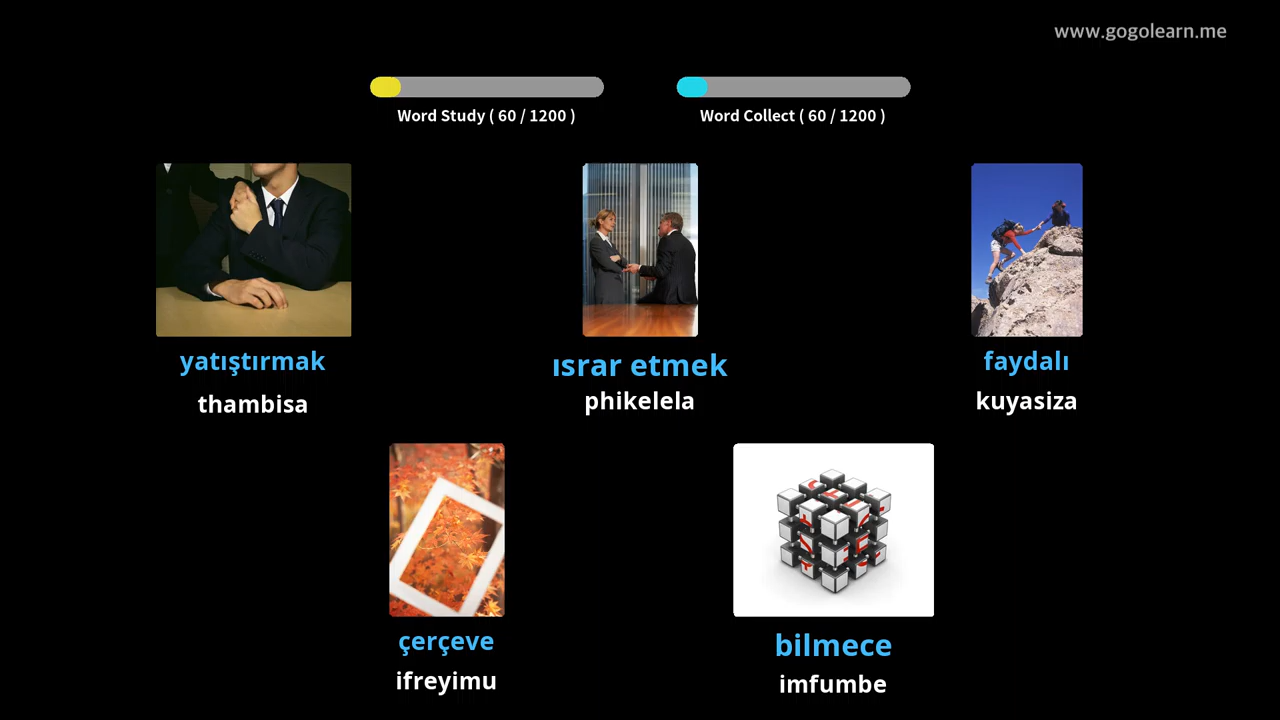 www.gogolearn.me
Word Study ( 60 / 1200 )
Word Collect ( 60 / 1200 )
yatıştırmak
thambisa
ısrar etmek
phikelela
faydalı
kuyasiza
çerçeve
ifreyimu
bilmece
imfumbe